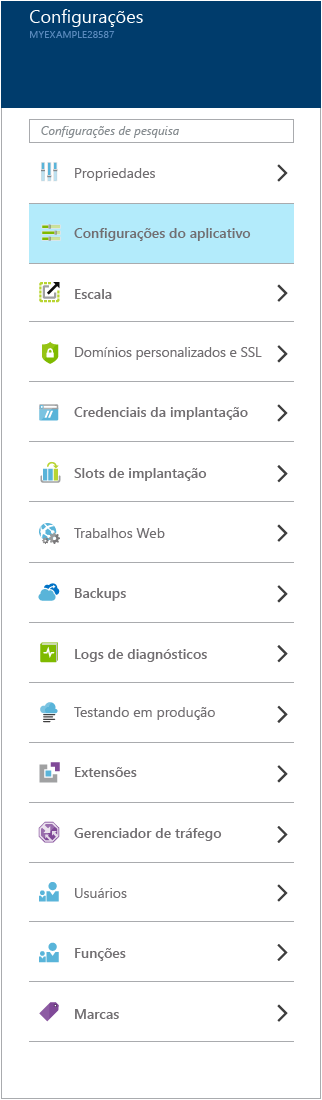 Configurações
MYEXAMPLE28587
Configurações de pesquisa
Propriedades
Configurações do aplicativo
Escala
Domínios personalizados e SSL
Credenciais da implantação
Slots de implantação
Trabalhos Web
Backups
Logs de diagnósticos
Testando em produção
Extensões
Gerenciador de tráfego
Usuários
Funções
Marcas